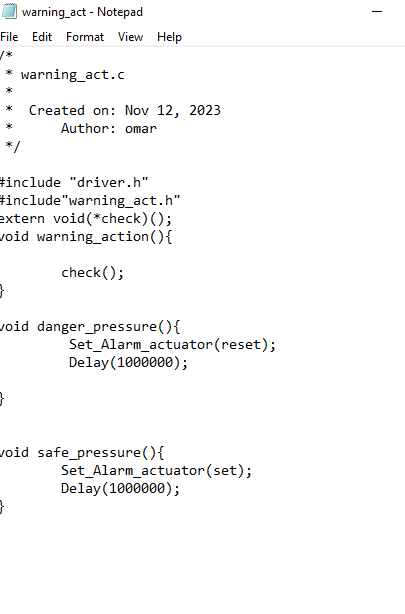 warning_act - Notepad
File Edit Format View Help
/*
 * warning_act.c
 *
 *  Created on: Nov 12, 2023
 *      Author: omar
 */

#include "driver.h"
#include"warning_act.h"
extern void(*check)();
void warning_action(){

        check();
}

void danger_pressure(){
         Set_Alarm_actuator(reset);
         Delay(1000000);

}


void safe_pressure(){
        Set_Alarm_actuator(set);
        Delay(1000000);
}